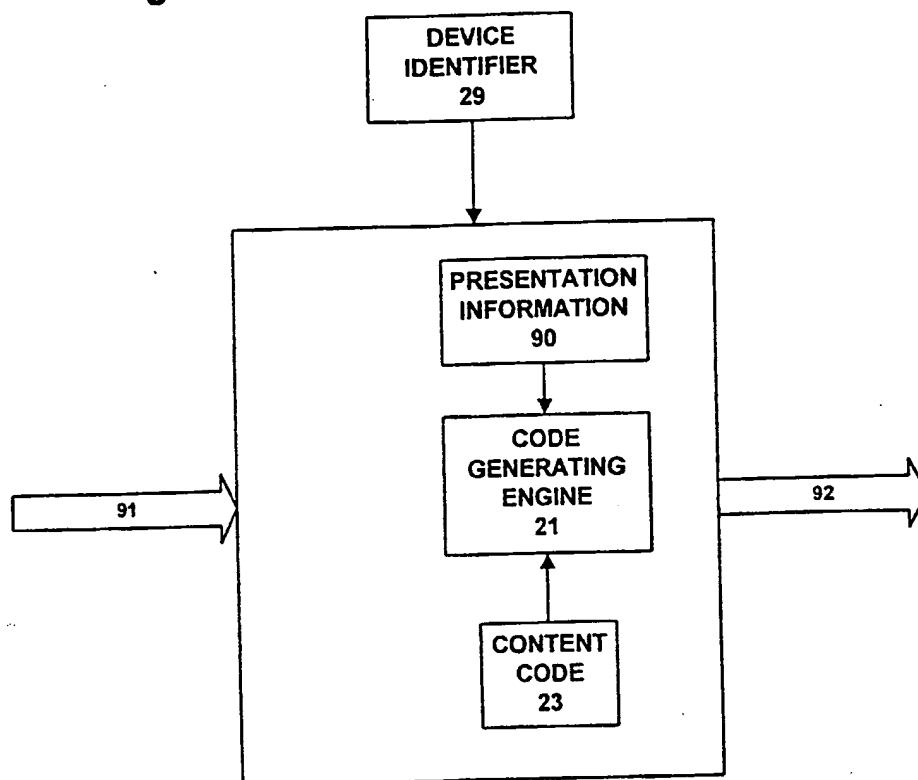 DEVICE
IDENTIFIER
29
PRESENTATION
INFORMATION
90
CODE
GENERATING
ENGINE
21
91
92
CONTENT
CODE
23